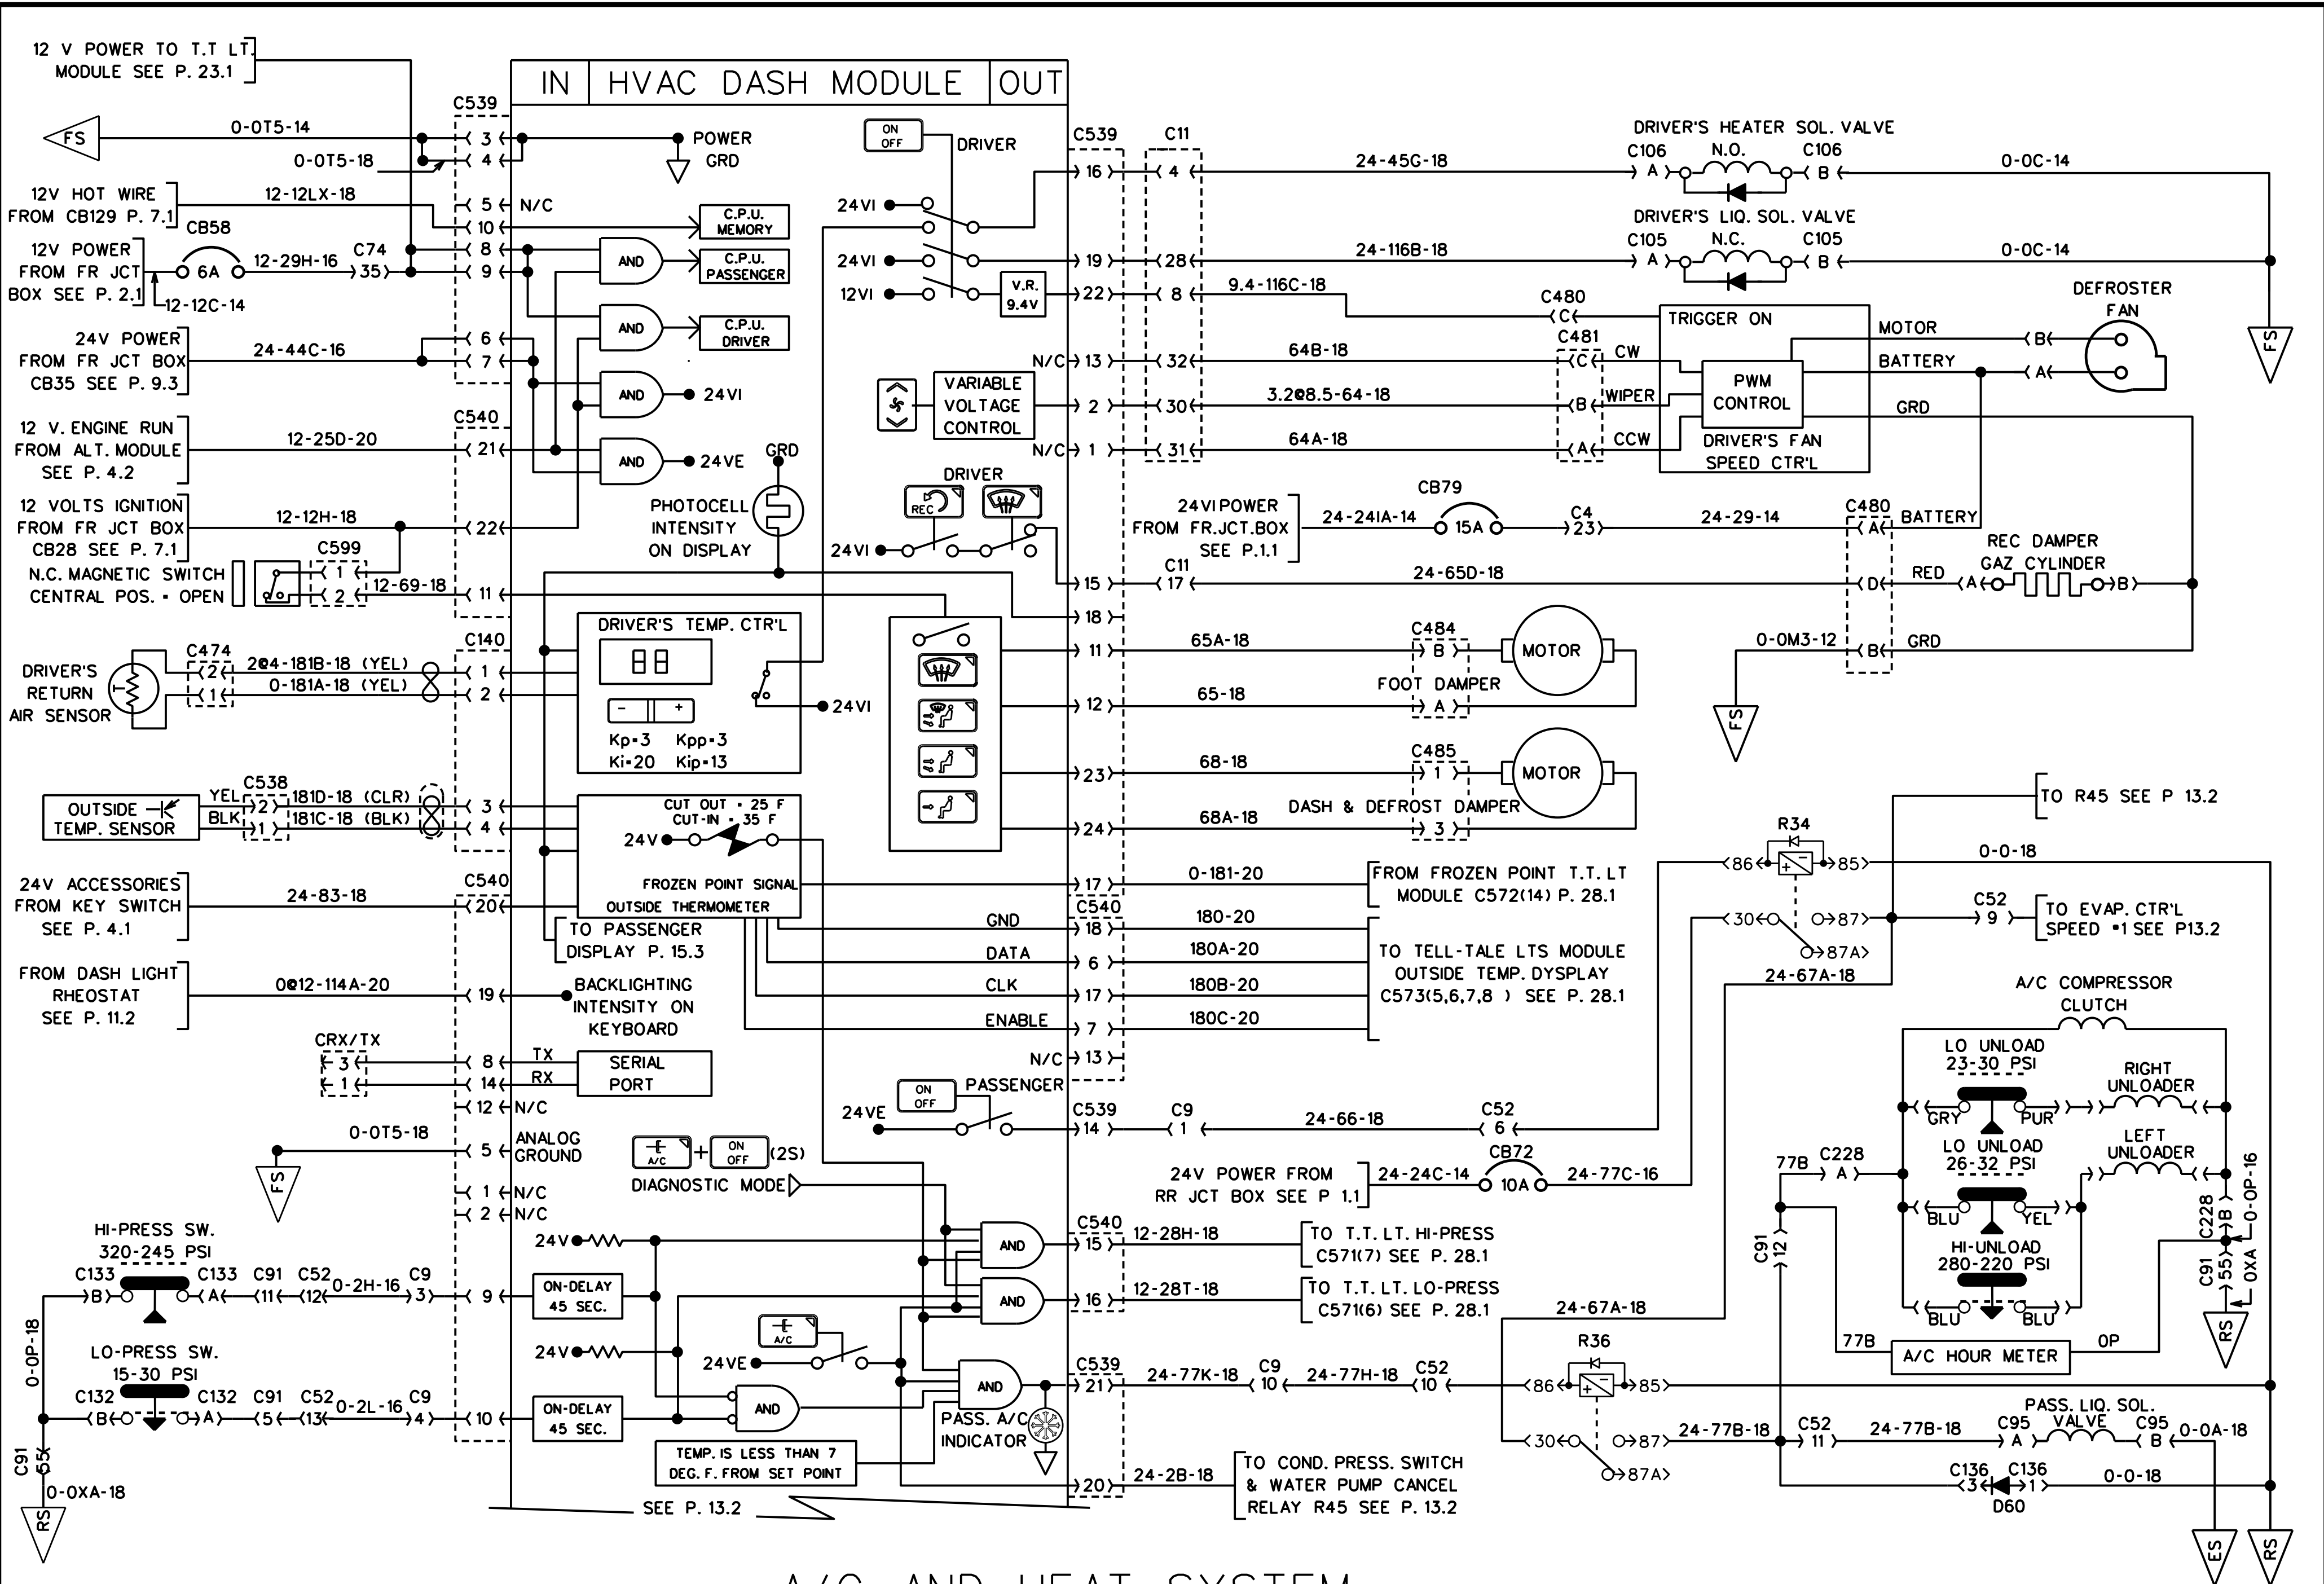 12 V POWER TO T.T LT.
MODULE SEE P. 23.1
IN
HVAC DASH MODULE
OUT
C539
FS
0-0T5-14
3
POWER
0-0T5-18
4
GRD
12V HOT WIRE
FROM CB129 P. 7.1
12-12LX-18
5
N/C
10
C.P.U.
MEMORY
12V POWER
FROM FR JCT
BOX SEE P. 2.1
CB58
6A
12-29H-16
C74
35
12-12C-14
8
9
AND
C.P.U.
PASSENGER
24V POWER
FROM FR JCT BOX
CB35 SEE P. 9.3
24-44C-16
6
7
AND
C.P.U.
DRIVER
AND
24VI
12 V. ENGINE RUN
FROM ALT. MODULE
SEE P. 4.2
12-25D-20
C540
21
AND
24VE
12 VOLTS IGNITION
FROM FR JCT BOX
CB28 SEE P. 7.1
12-12H-18
22
GRD
PHOTOCELL
INTENSITY
ON DISPLAY
N.C. MAGNETIC SWITCH
CENTRAL POS. = OPEN
C599
1
2
12-69-18
11
DRIVER'S
RETURN
AIR SENSOR
T
C474
2
1
2@4-181B-18 (YEL)
0-181A-18 (YEL)
C140
1
2
DRIVER'S TEMP. CTR'L
88
-
+
Kp=3 Kpp=3
Ki=20 Kip=13
24VI
OUTSIDE
TEMP. SENSOR
YEL
BLK
C538
2
1
181D-18 (CLR)
181C-18 (BLK)
3
4
CUT OUT = 25 F
CUT-IN = 35 F
24V
FROZEN POINT SIGNAL
OUTSIDE THERMOMETER
24V ACCESSORIES
FROM KEY SWITCH
SEE P. 4.1
24-83-18
C540
20
TO PASSENGER
DISPLAY P. 15.3
FROM DASH LIGHT
RHEOSTAT
SEE P. 11.2
0@12-114A-20
19
BACKLIGHTING
INTENSITY ON
KEYBOARD
CRX/TX
3
1
8
14
TX
RX
SERIAL
PORT
12
N/C
0-0T5-18
FS
5
ANALOG
GROUND
1
N/C
2
N/C
A/C
+
ON
OFF
(2S)
DIAGNOSTIC MODE
HI-PRESS SW.
320-245 PSI
C133
B
C133
A
C91
11
C52
12
0-2H-16
C9
3
9
ON-DELAY
45 SEC.
24V
0-0P-18
LO-PRESS SW.
15-30 PSI
C132
B
C132
A
C91
5
C52
13
0-2L-16
C9
4
10
ON-DELAY
45 SEC.
24V
C91
55
0-0XA-18
RS
ON
OFF
DRIVER
24VI
24VI
12VI
V.R.
9.4V
C539
16
19
22
C11
4
28
8
24-45G-18
24-116B-18
9.4-116C-18
DRIVER'S HEATER SOL. VALVE
C106
A
N.O.
C106
B
0-0C-14
DRIVER'S LIQ. SOL. VALVE
C105
A
N.C.
C105
B
0-0C-14
FS
C480
C
TRIGGER ON
DEFROSTER
FAN
MOTOR
B
BATTERY
A
GRD
C481
CW
WIPER
CCW
C
B
A
PWM
CONTROL
DRIVER'S FAN
SPEED CTR'L
VARIABLE
VOLTAGE
CONTROL
N/C
13
2
N/C
1
32
30
31
64B-18
3.2@8.5-64-18
64A-18
DRIVER
REC
24VI
24VI POWER
FROM FR.JCT.BOX
SEE P.1.1
24-24IA-14
CB79
15A
C4
23
24-29-14
C480
A
BATTERY
15
C11
17
24-65D-18
D
RED
REC DAMPER
GAZ CYLINDER
A
B
18
0-0M3-12
B
GRD
FS
11
65A-18
C484
B
MOTOR
12
65-18
FOOT DAMPER
A
23
68-18
C485
1
MOTOR
24
68A-18
DASH & DEFROST DAMPER
3
17
0-181-20
FROM FROZEN POINT T.T. LT
MODULE C572(14) P. 28.1
C540
GND
18
180-20
DATA
6
180A-20
CLK
17
180B-20
ENABLE
7
180C-20
TO TELL-TALE LTS MODULE
OUTSIDE TEMP. DYSPLAY
C573(5,6,7,8 ) SEE P. 28.1
N/C
13
TO R45 SEE P 13.2
R34
86
+
-
85
0-0-18
30
87
87A
C52
9
TO EVAP. CTR'L
SPEED #1 SEE P13.2
24-67A-18
ON
OFF
PASSENGER
24VE
C539
14
C9
1
24-66-18
C52
6
24V POWER FROM
RR JCT BOX SEE P 1.1
24-24C-14
CB72
10A
24-77C-16
A/C COMPRESSOR
CLUTCH
LO UNLOAD
23-30 PSI
GRY
PUR
RIGHT
UNLOADER
LO UNLOAD
26-32 PSI
BLU
YEL
LEFT
UNLOADER
HI-UNLOAD
280-220 PSI
BLU
BLU
77B
C228
A
C228
B
0-0P-16
C91
12
C91
55
0XA
RS
77B
A/C HOUR METER
0P
AND
C540
15
12-28H-18
TO T.T. LT. HI-PRESS
C571(7) SEE P. 28.1
AND
16
12-28T-18
TO T.T. LT. LO-PRESS
C571(6) SEE P. 28.1
A/C
24VE
AND
AND
C539
21
24-77K-18
C9
10
24-77H-18
C52
10
24-67A-18
R36
86
+
-
85
PASS. A/C
INDICATOR
TEMP. IS LESS THAN 7
DEG. F. FROM SET POINT
30
87
87A
24-77B-18
C52
11
24-77B-18
PASS. LIQ. SOL.
VALVE
C95
A
C95
B
0-0A-18
C136
3
C136
1
D60
0-0-18
20
24-2B-18
TO COND. PRESS. SWITCH
& WATER PUMP CANCEL
RELAY R45 SEE P. 13.2
SEE P. 13.2
ES
RS
A/C AND HEAT SYSTEM